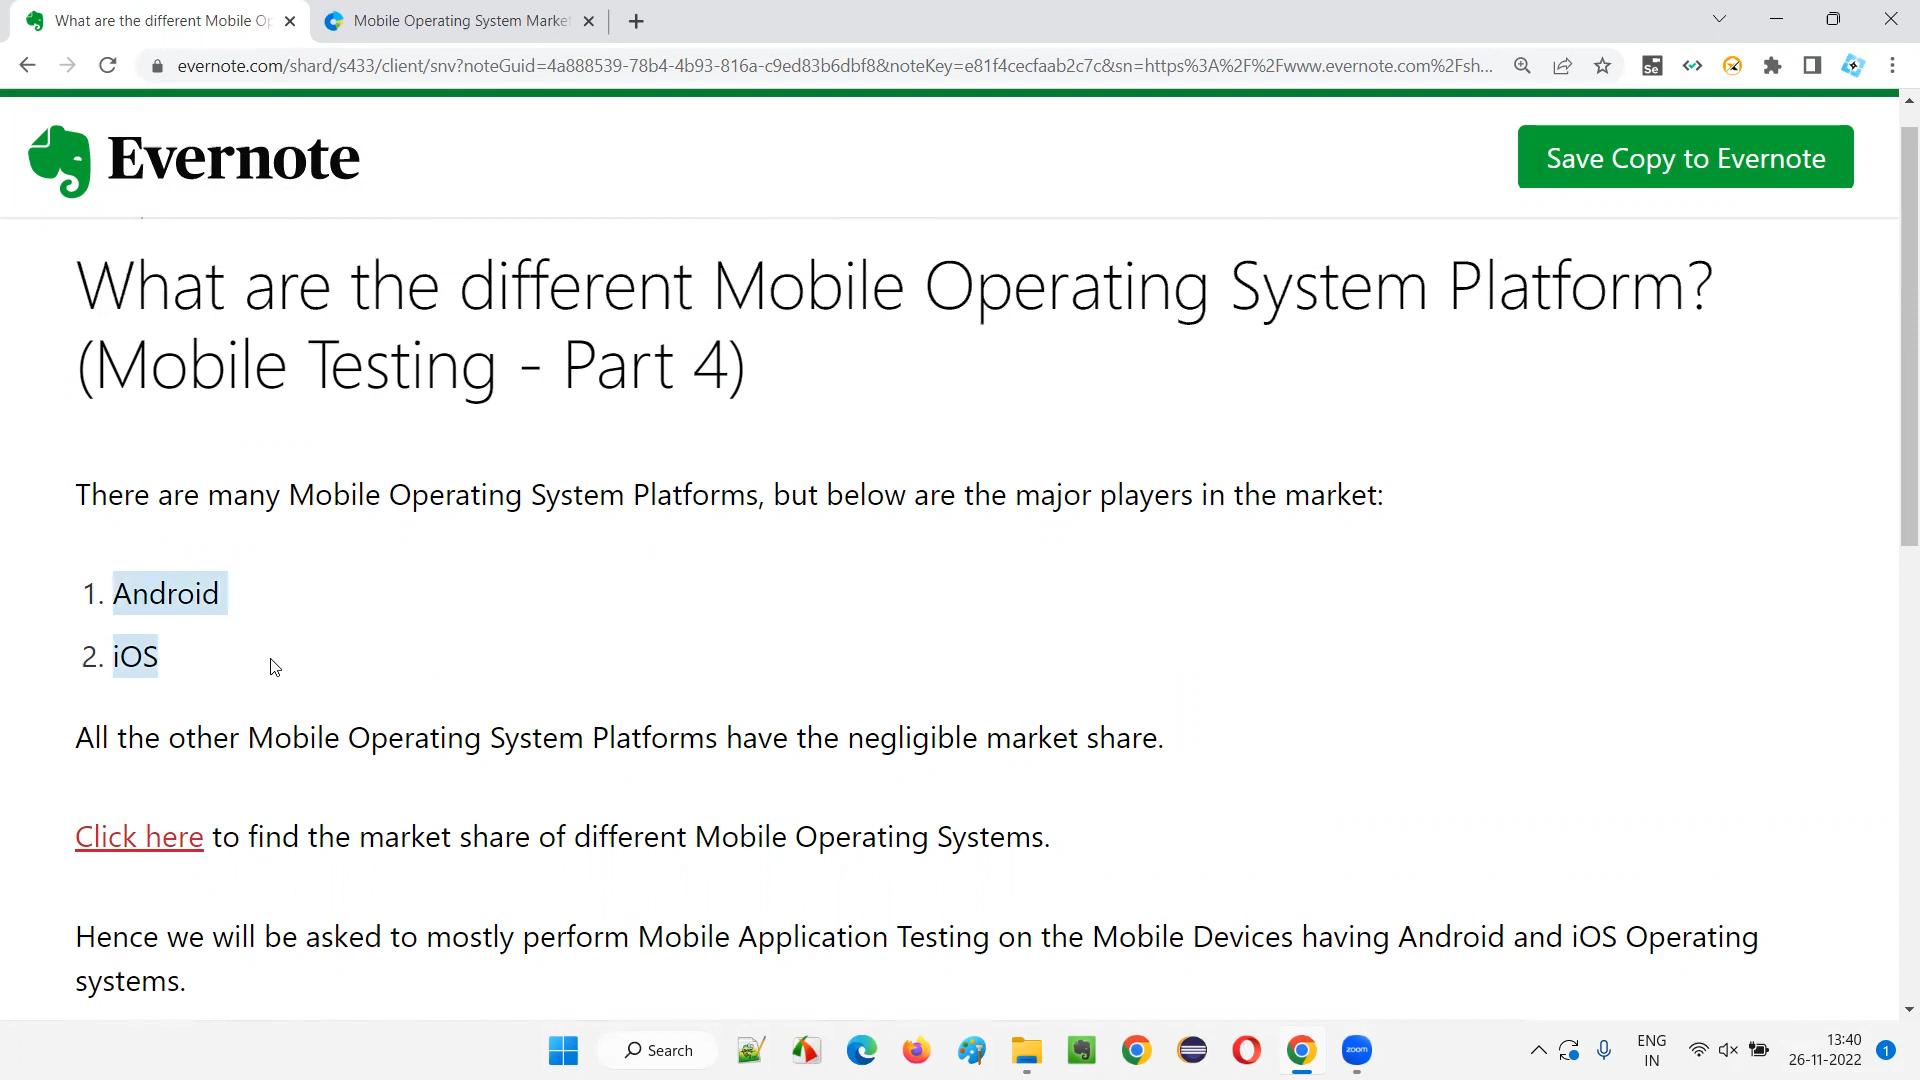 What are the different Mobile Op
Mobile Operating System Market
evernote.com/shard/s433/client/snv?noteGuid=4a888539-78b4-4b93-816a-c9ed83b6dbf8&noteKey=e81f4cecfaab2c7c&sn=https%3A%2F%2Fwww.evernote.com%2Fsh...
Se
Evernote
Save Copy to Evernote
What are the different Mobile Operating System Platform?
(Mobile Testing - Part 4)
There are many Mobile Operating System Platforms, but below are the major players in the market:
1. Android
2. iOS
All the other Mobile Operating System Platforms have the negligible market share.
Click here to find the market share of different Mobile Operating Systems.
Hence we will be asked to mostly perform Mobile Application Testing on the Mobile Devices having Android and iOS Operating
systems.
Search
zoom
ENG
IN
13:40
26-11-2022
1